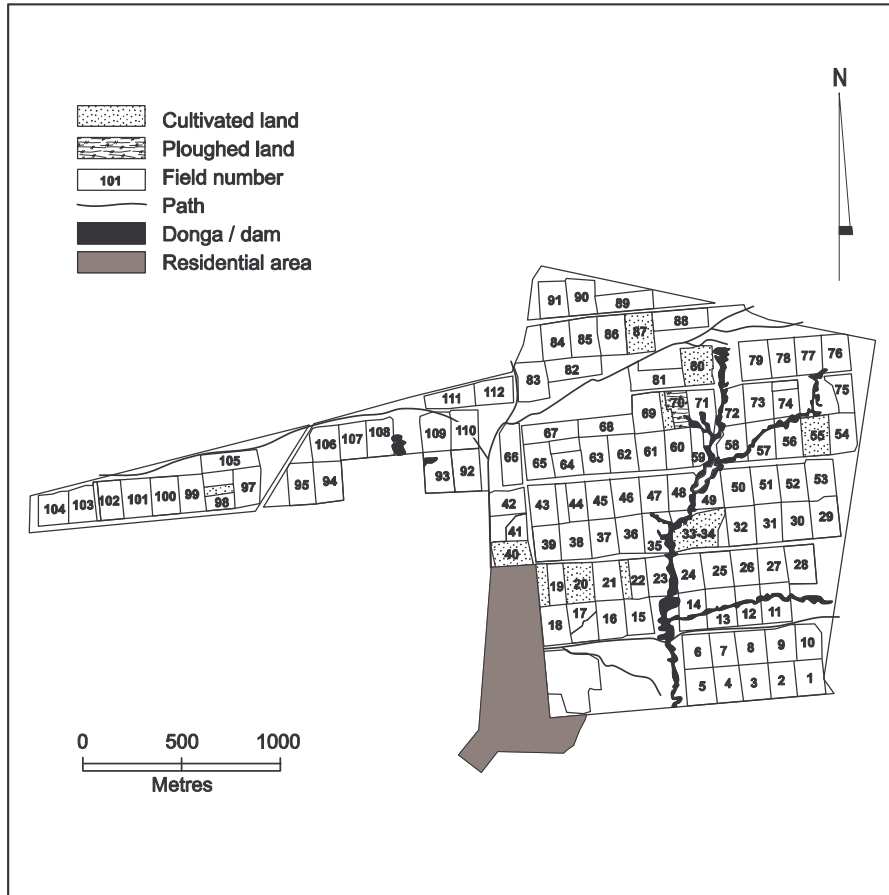 N
Cultivated land
Ploughed land
101 Field number
Path
Donga / dam
Residential area
91 90 89
84 85 86 87 88
82
83
80
79 78 77 76
81
111 112
75
69 70 71 72 73 74
109 110
106 107 108
67 68
66
65 64 63 62 61 60 59 58 57 56 55 54
105
93 92
95 94
104 103 102 101 100 99 98 97
42 43 44 45 46 47 48 49 50 51 52 53
41
40
39 38 37 36 35 33-34 32 31 30 29
19 20 21 22 23 24 25 26 27 28
18 17 16 15 14 13 12 11
6 7 8 9 10
5 4 3 2 1
0 500 1000
Metres